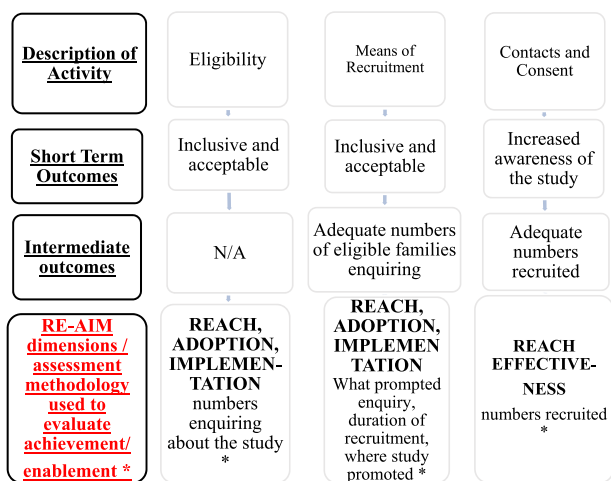 Description of
Activity
Eligibility
Means of
Recruitment
Contacts and
Consent
Short Term
Outcomes
Inclusive and
acceptable
Inclusive and
acceptable
Increased
awareness of
the study
Intermediate
outcomes
N/A
Adequate numbers
of eligible families
enquiring
Adequate
numbers
recruited
RE-AIM
dimensions /
assessment
methodology
used to
evaluate
achievement/
enablement *
REACH,
ADOPTION,
IMPLEMEN-
TATION
numbers
enquiring
about the study
*
REACH,
ADOPTION,
IMPLEMEN
TATION
What prompted
enquiry,
duration of
recruitment,
where study
promoted *
REACH
EFFECTIVE-
NESS
numbers recruited
*